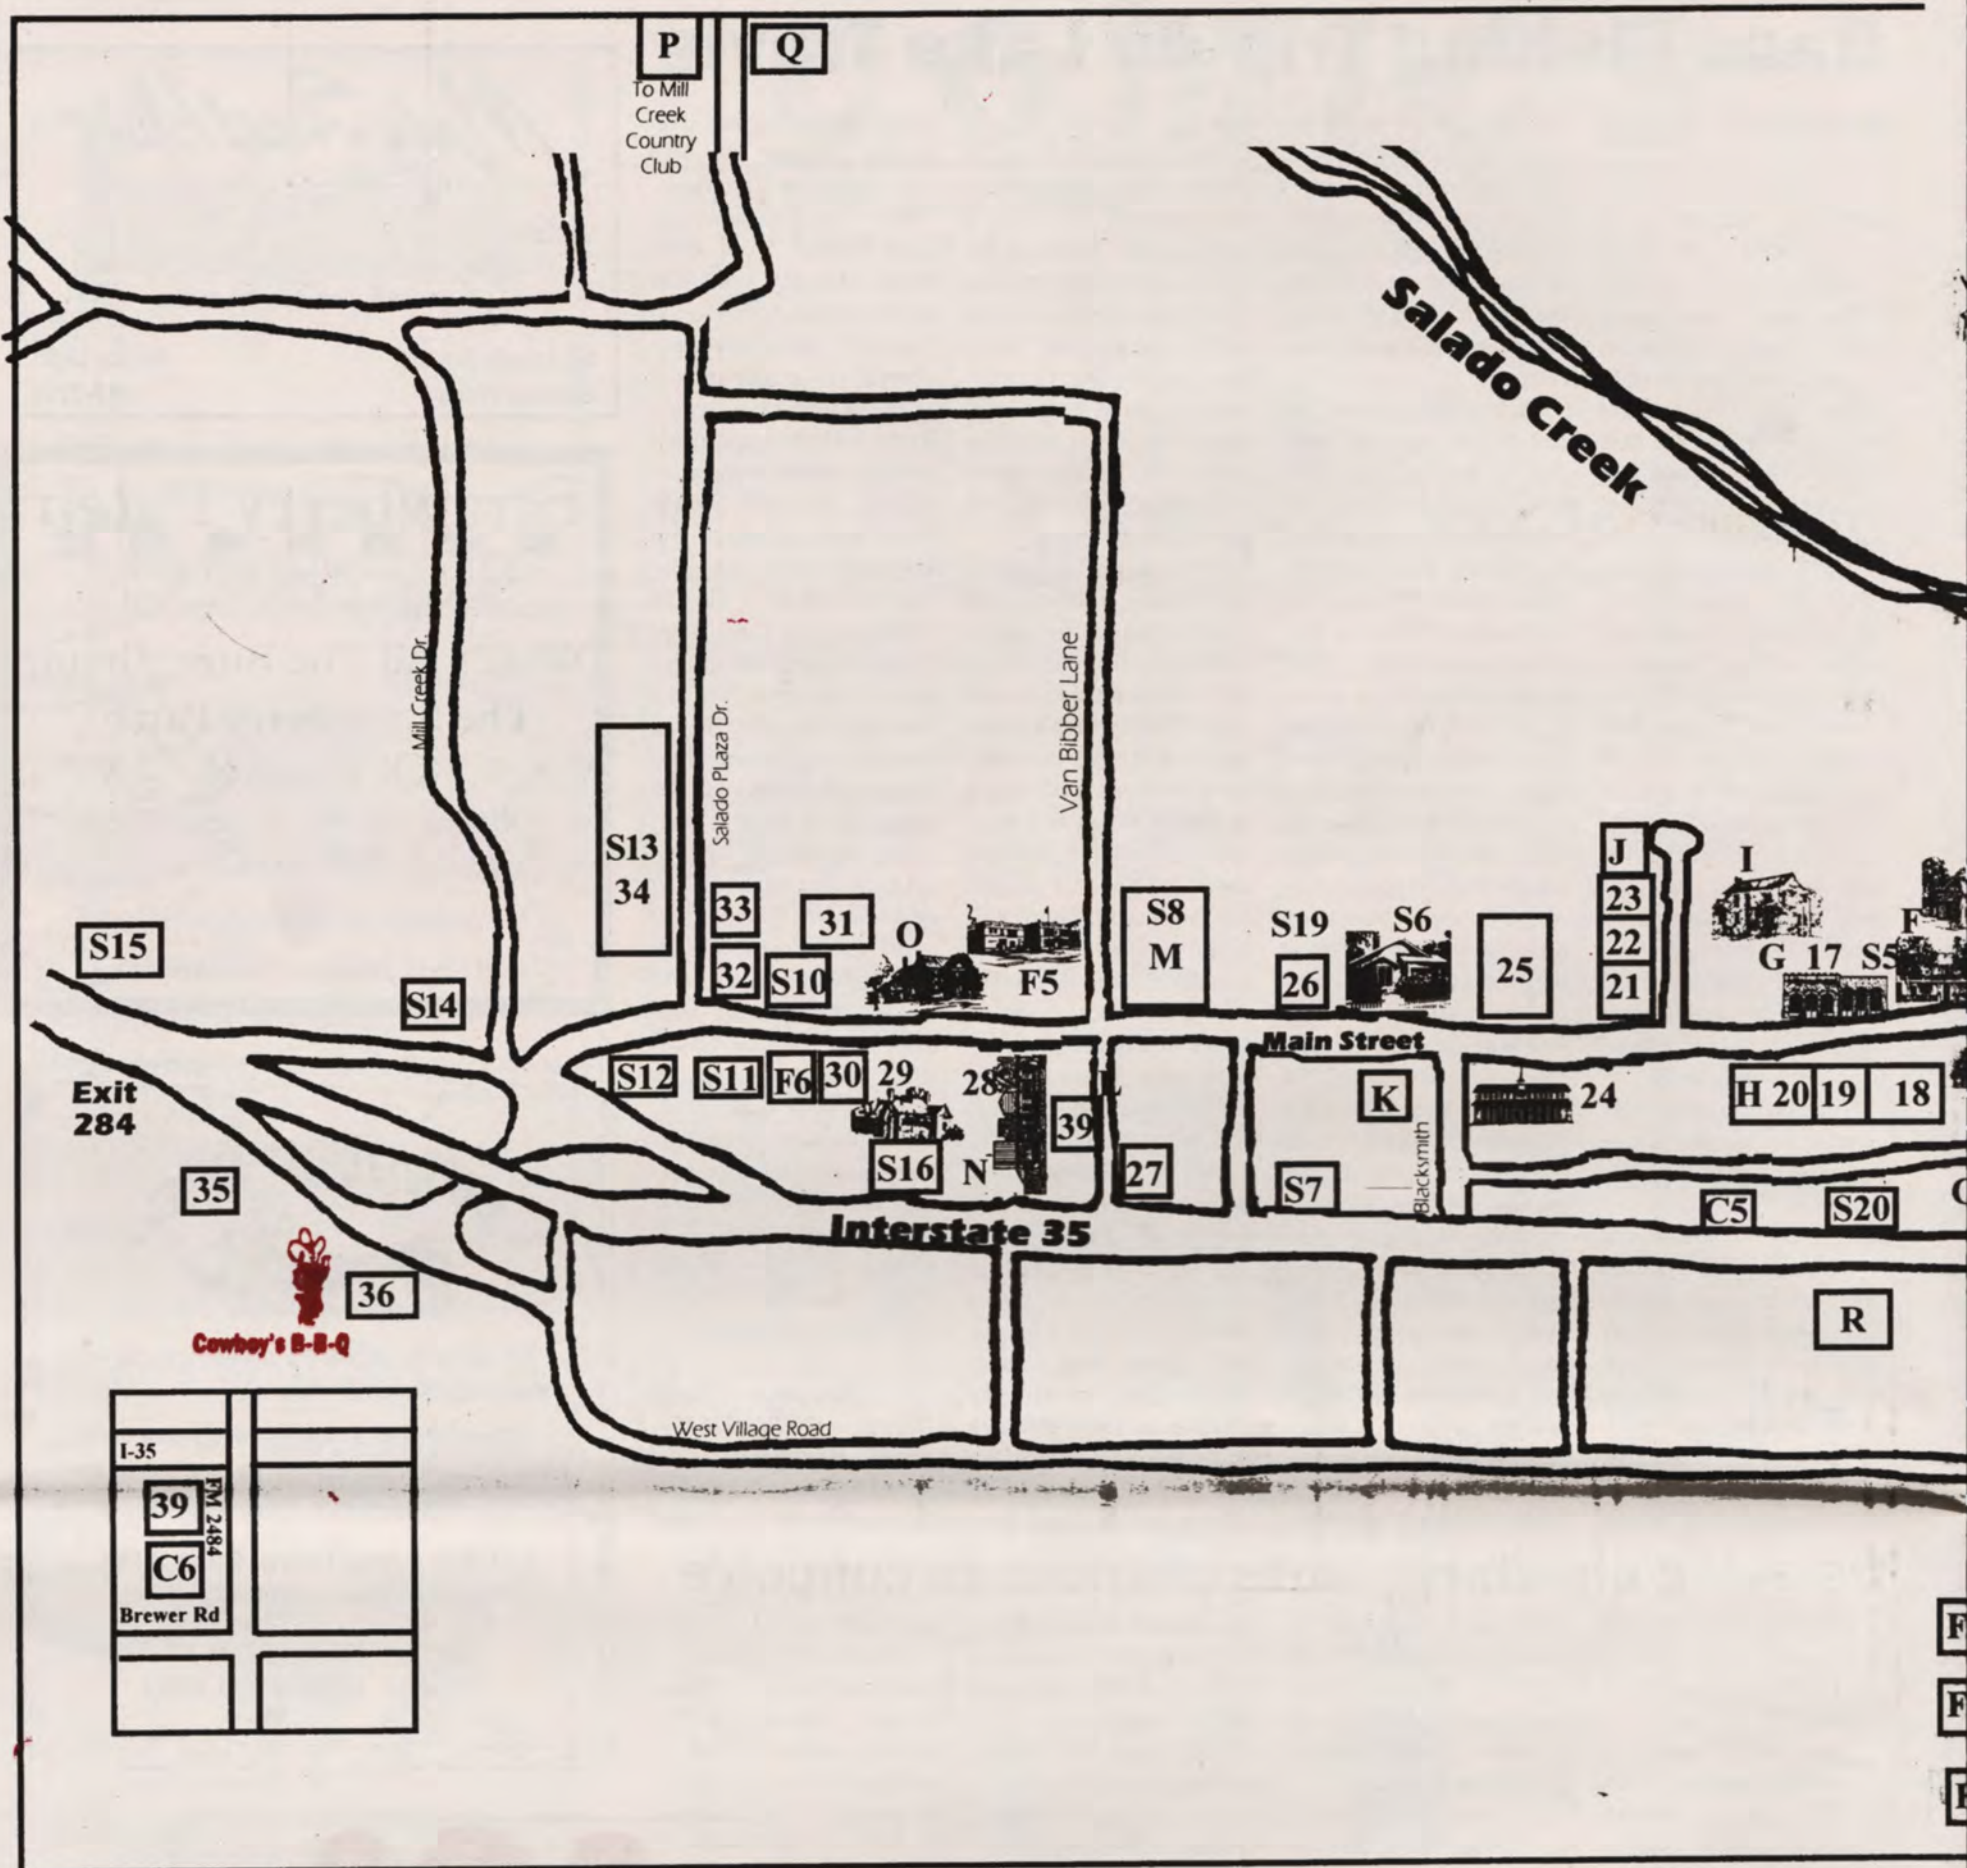 P
Q
To Mill
Creek
Country
Club
Salado Creek
Mill Creek Dr.
Salado PLaza Dr.
Van Bibber Lane
S13
34
33
32
31
S10
O
F5
S8
M
S19
26
S6
25
J
23
22
21
I
G 17 S5
F
S15
S14
Main Street
Exit
284
S12
S11
F6
30
29
28
39
L
K
24
H 20
19
18
S16
N
27
S7
Blacksmith
C5
S20
35
Interstate 35
36
Cowboy's B-B-Q
R
West Village Road
I-35
39
FM 2484
C6
Brewer Rd
F
F